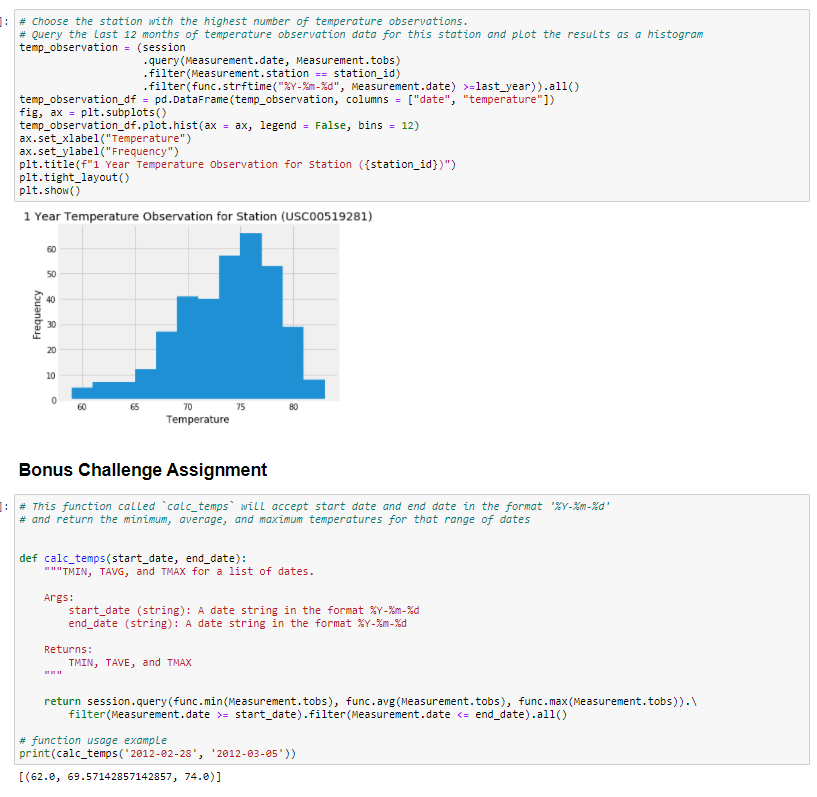 ]: # Choose the station with the highest number of temperature observations.
# Query the last 12 months of temperature observation data for this station and plot the results as a histogram
temp_observation = (session
.query(Measurement.date, Measurement.tobs)
.filter(Measurement.station == station_id)
.filter(func.strftime("%Y-%m-%d", Measurement.date) >=last_year)).all()
temp_observation_df = pd.DataFrame(temp_observation, columns = ["date", "temperature"])
fig, ax = plt.subplots()
temp_observation_df.plot.hist(ax = ax, legend = False, bins = 12)
ax.set_xlabel("Temperature")
ax.set_ylabel("Frequency")
plt.title(f"1 Year Temperature Observation for Station ({station_id})")
plt.tight_layout()
plt.show()
1 Year Temperature Observation for Station (USC00519281)
60
50
40
30
20
10
0
Frequency
60 65 70 75 80
Temperature
Bonus Challenge Assignment
]: # This function called `calc_temps` will accept start date and end date in the format '%Y-%m-%d'
# and return the minimum, average, and maximum temperatures for that range of dates
def calc_temps(start_date, end_date):
"""TMIN, TAVG, and TMAX for a list of dates.
Args:
start_date (string): A date string in the format %Y-%m-%d
end_date (string): A date string in the format %Y-%m-%d
Returns:
TMIN, TAVE, and TMAX
"""
return session.query(func.min(Measurement.tobs), func.avg(Measurement.tobs), func.max(Measurement.tobs)).\
filter(Measurement.date >= start_date).filter(Measurement.date <= end_date).all()
# function usage example
print(calc_temps('2012-02-28', '2012-03-05'))
[(62.0, 69.57142857142857, 74.0)]